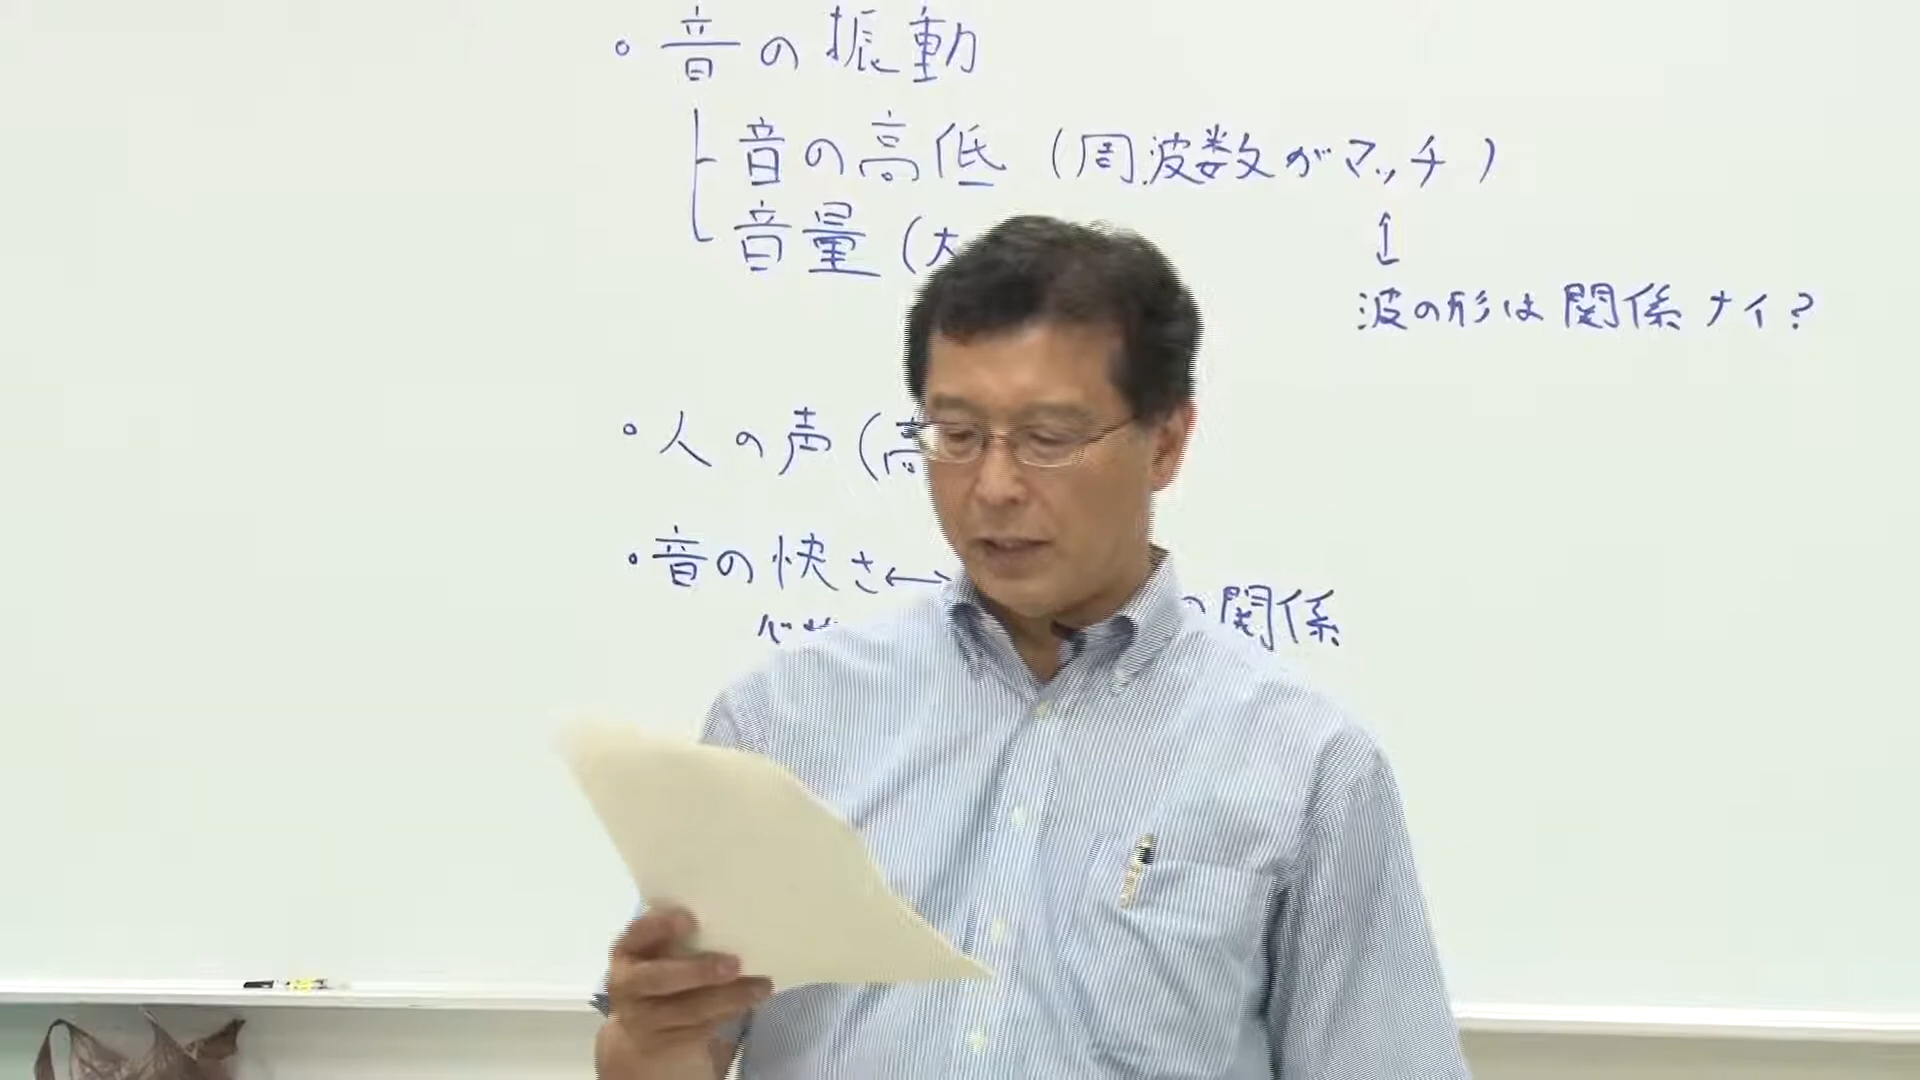 ・音の振動
音の高低（周波数がマッチ）
音量（大
↕
波の形は関係ナイ？
・人の声（高
・音の快さ↔
の関係